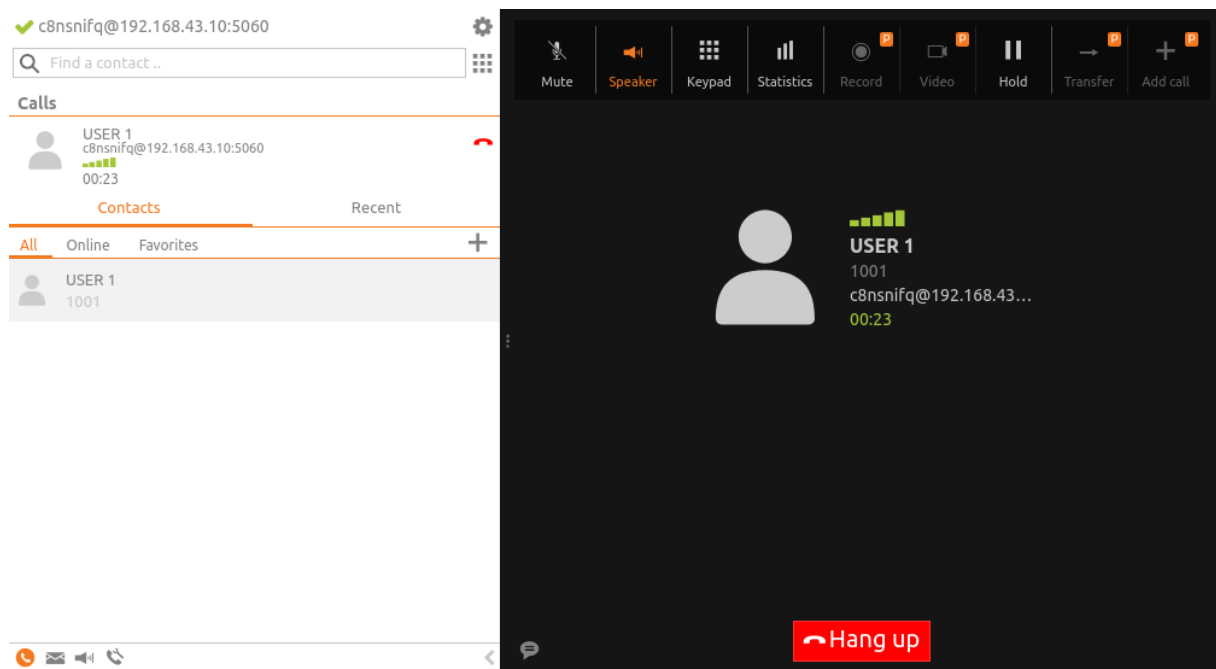 c8nsnifq@192.168.43.10:5060
Find a contact ..
Calls
USER 1
c8nsnifq@192.168.43.10:5060
00:23
Contacts Recent
All Online Favorites
USER 1
1001
P P P P
Mute Speaker Keypad Statistics Record Video Hold Transfer Add call
USER 1
1001
c8nsnifq@192.168.43...
00:23
Hang up